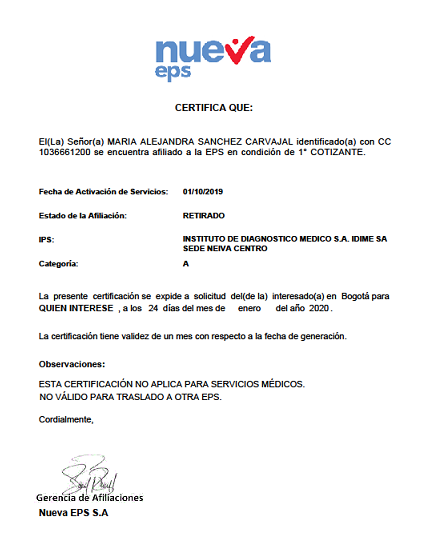 nueva
eps
CERTIFICA QUE:
El(La) Señor(a) MARIA ALEJANDRA SANCHEZ CARVAJAL identificado(a) con CC
1036661200 se encuentra afiliado a la EPS en condición de 1° COTIZANTE.
Fecha de Activación de Servicios: 01/10/2019
Estado de la Afiliación: RETIRADO
IPS: INSTITUTO DE DIAGNOSTICO MEDICO S.A. IDIME SA
SEDE NEIVA CENTRO
Categoría: A
La presente certificación se expide a solicitud del(de la) interesado(a) en Bogotá para
QUIEN INTERESE , a los 24 días del mes de enero del año 2020 .
La certificación tiene validez de un mes con respecto a la fecha de generación.
Observaciones:
ESTA CERTIFICACIÓN NO APLICA PARA SERVICIOS MÉDICOS.
NO VÁLIDO PARA TRASLADO A OTRA EPS.
Cordialmente,
Gerencia de Afiliaciones
Nueva EPS S.A